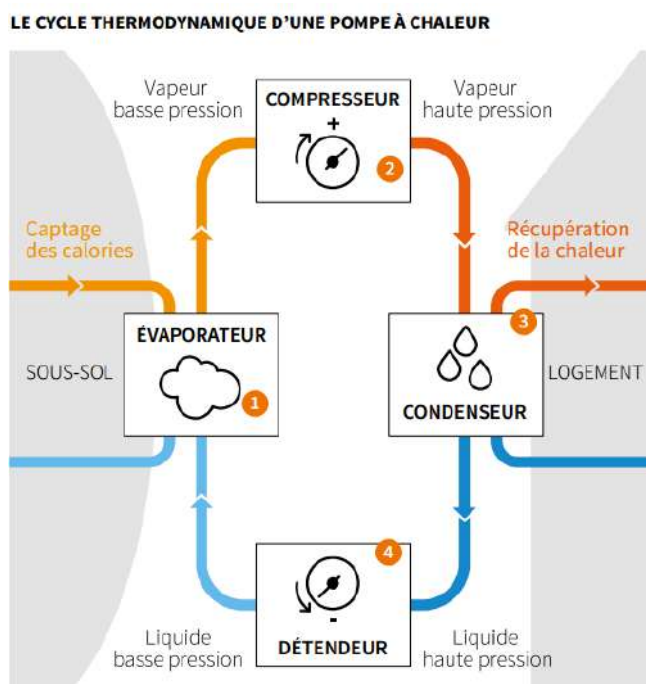 LE CYCLE THERMODYNAMIQUE D'UNE POMPE À CHALEUR
Vapeur
basse pression
COMPRESSEUR
+
2
Vapeur
haute pression
Captage
des calories
Récupération
de la chaleur
SOUS-SOL
ÉVAPORATEUR
1
3
CONDENSEUR
LOGEMENT
4
-
DÉTENDEUR
Liquide
basse pression
Liquide
haute pression